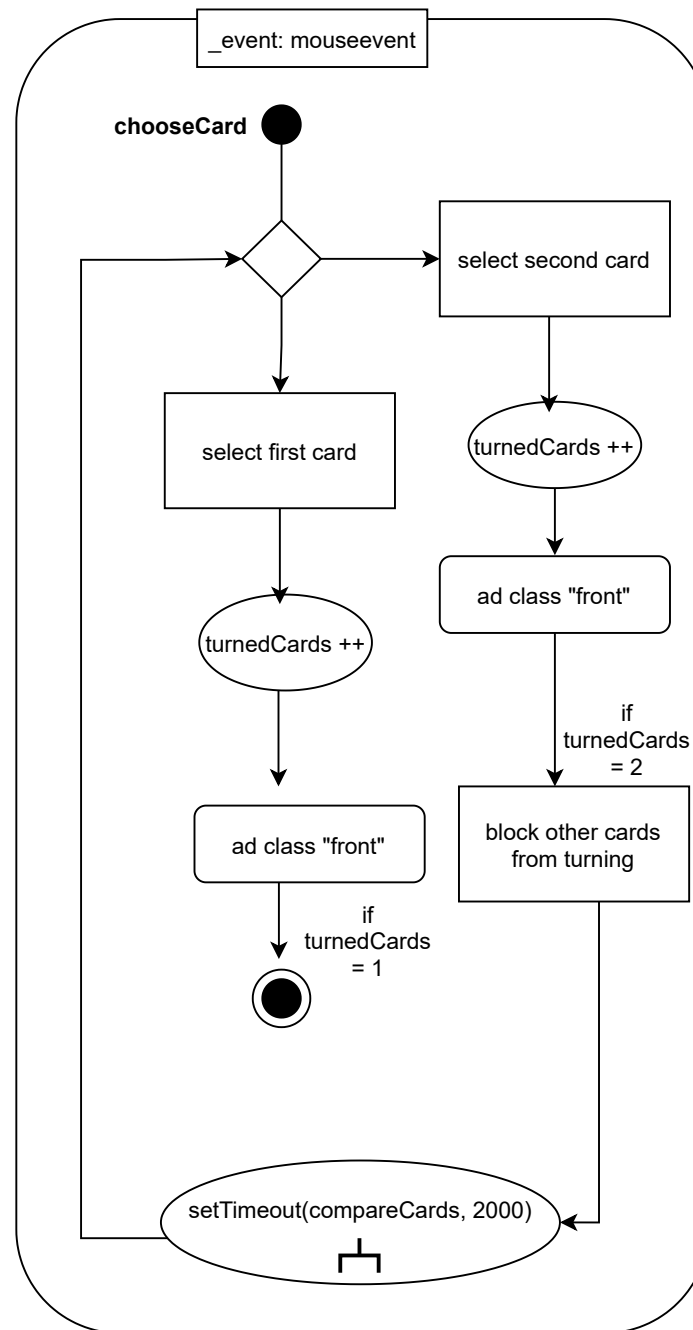 _event: mouseevent
chooseCard
select second card
select first card
turnedCards ++
turnedCards ++
ad class "front"
if
turnedCards
= 2
block other cards
from turning
ad class "front"
if
turnedCards
= 1
setTimeout(compareCards, 2000)